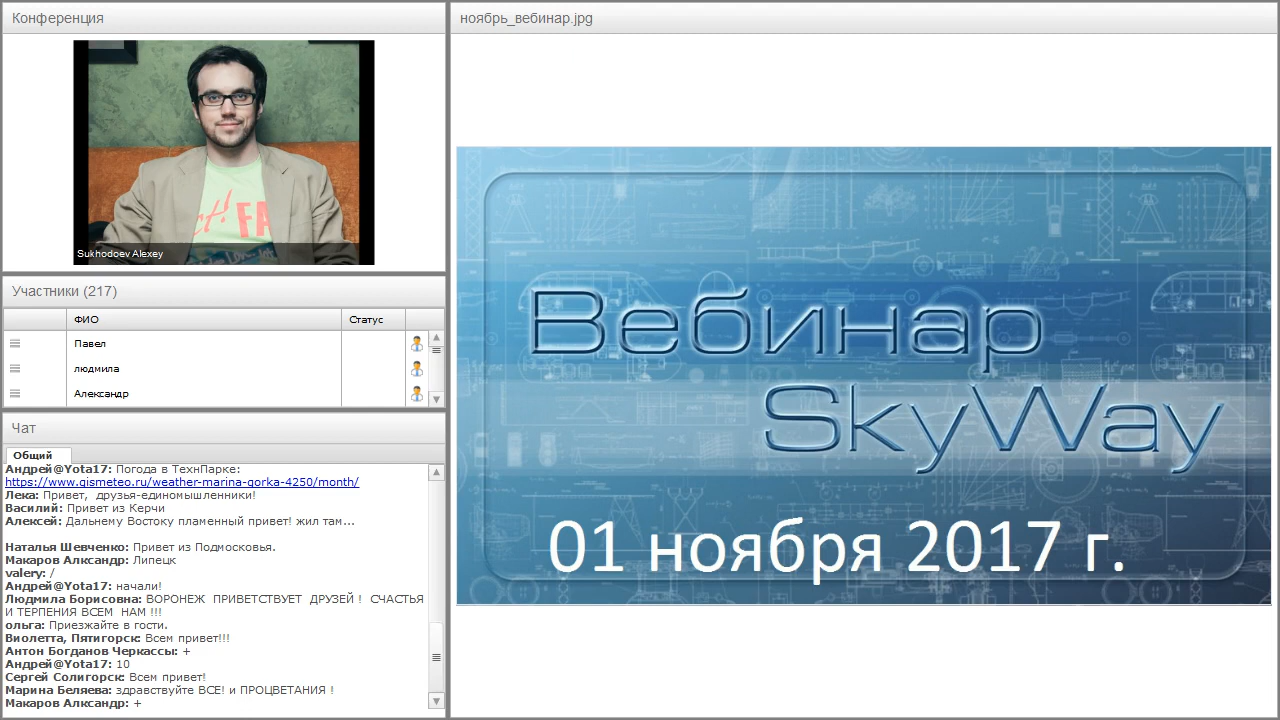 Конференция
Sukhodoev Alexey
Участники (217)
ФИО Статус
Павел
людмила
Александр
Чат
Общий
Андрей@Yota17: Погода в ТехнПарке:
https://www.gismeteo.ru/weather-marina-gorka-4250/month/
Лека: Привет, друзья-единомышленники!
Василий: Привет из Керчи
Алексей: Дальнему Востоку пламенный привет! жил там...
Наталья Шевченко: Привет из Подмосковья.
Макаров Алксандр: Липецк
valery: /
Андрей@Yota17: начали!
Людмила Борисовна: ВОРОНЕЖ ПРИВЕТСТВУЕТ ДРУЗЕЙ ! СЧАСТЬЯ
И ТЕРПЕНИЯ ВСЕМ НАМ !!!
ольга: Приезжайте в гости.
Виолетта, Пятигорск: Всем привет!!!
Антон Богданов Черкассы: +
Андрей@Yota17: 10
Сергей Солигорск: Всем привет!
Марина Беляева: здравствуйте ВСЕ! и ПРОЦВЕТАНИЯ !
Макаров Алксандр: +
ноябрь_вебинар.jpg
Вебинар
SkyWay
01 ноября 2017 г.